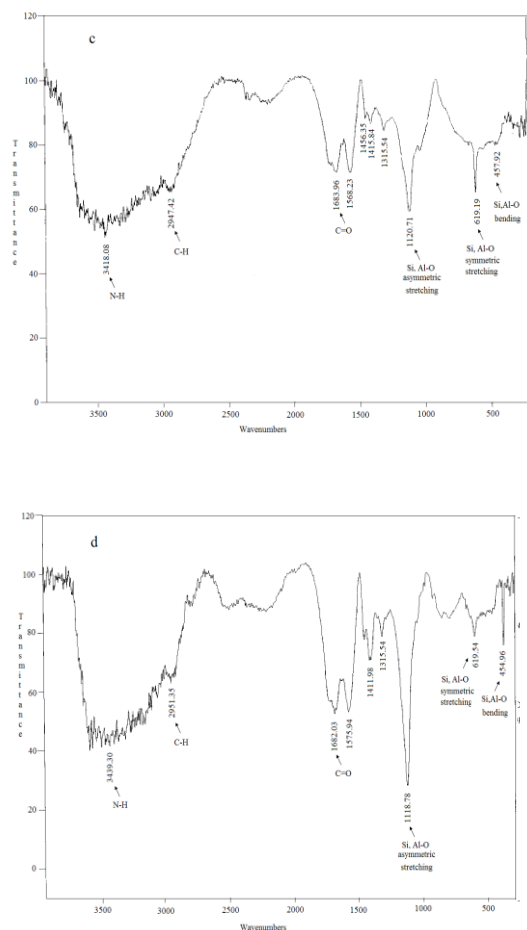 c
120
100
80
60
40
20
0
Transmittance
3418.08
N-H
2947.42
C-H
1683.96
C=O
1568.23
1456.35
1415.84
1315.54
1120.71
Si, Al-O
asymmetric
stretching
619.19
Si, Al-O
symmetric
stretching
457.92
Si,Al-O
bending
3500
3000
2500
2000
1500
1000
500
Wavenumbers
d
120
100
80
60
40
20
0
Transmittance
3439.30
N-H
2951.35
C-H
1682.03
C=O
1575.94
1411.98
1315.54
1118.78
Si, Al-O
asymmetric
stretching
619.54
Si, Al-O
symmetric
stretching
454.96
Si,Al-O
bending
3500
3000
2500
2000
1500
1000
500
Wavenumbers